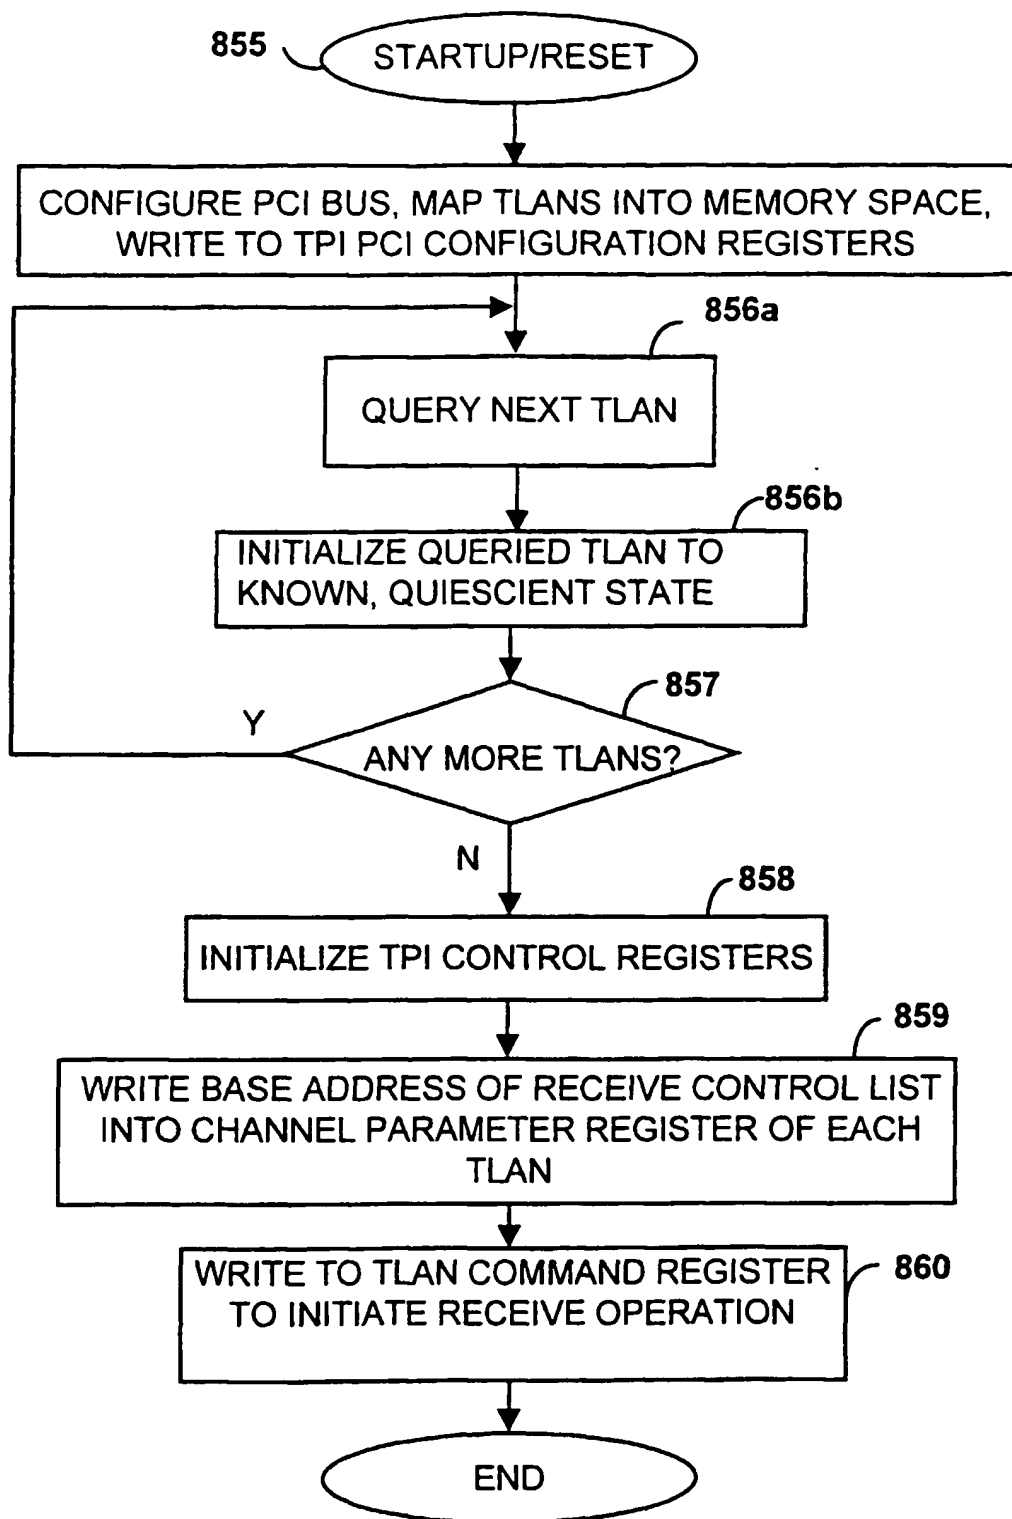 855
STARTUP/RESET
CONFIGURE PCI BUS, MAP TLANS INTO MEMORY SPACE,
WRITE TO TPI PCI CONFIGURATION REGISTERS
856a
QUERY NEXT TLAN
856b
INITIALIZE QUERIED TLAN TO
KNOWN, QUIESCIENT STATE
857
Y
ANY MORE TLANS?
N
858
INITIALIZE TPI CONTROL REGISTERS
859
WRITE BASE ADDRESS OF RECEIVE CONTROL LIST
INTO CHANNEL PARAMETER REGISTER OF EACH
TLAN
WRITE TO TLAN COMMAND REGISTER
860
TO INITIATE RECEIVE OPERATION
END